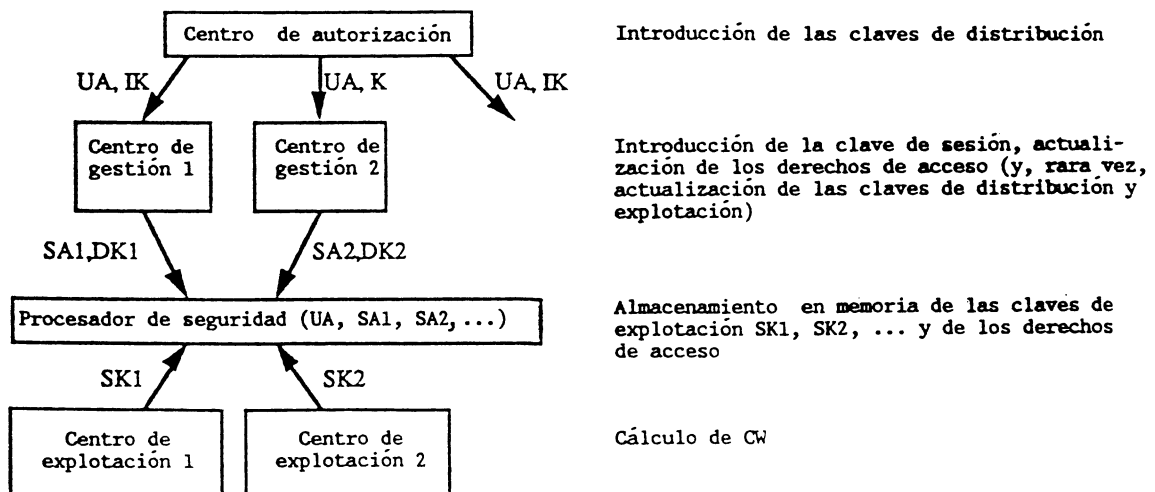 Centro de autorización
Introducción de las claves de distribución
UA, IK
UA, K
UA, IK
Centro de
gestión 1
Centro de
gestión 2
Introducción de la clave de sesión, actuali-
zación de los derechos de acceso (y, rara vez,
actualización de las claves de distribución y
explotación)
SA1,DK1
SA2,DK2
Procesador de seguridad (UA, SA1, SA2, ...)
Almacenamiento en memoria de las claves de
explotación SK1, SK2, ... y de los derechos
de acceso
SK1
SK2
Centro de
explotación 1
Centro de
explotación 2
Cálculo de CW